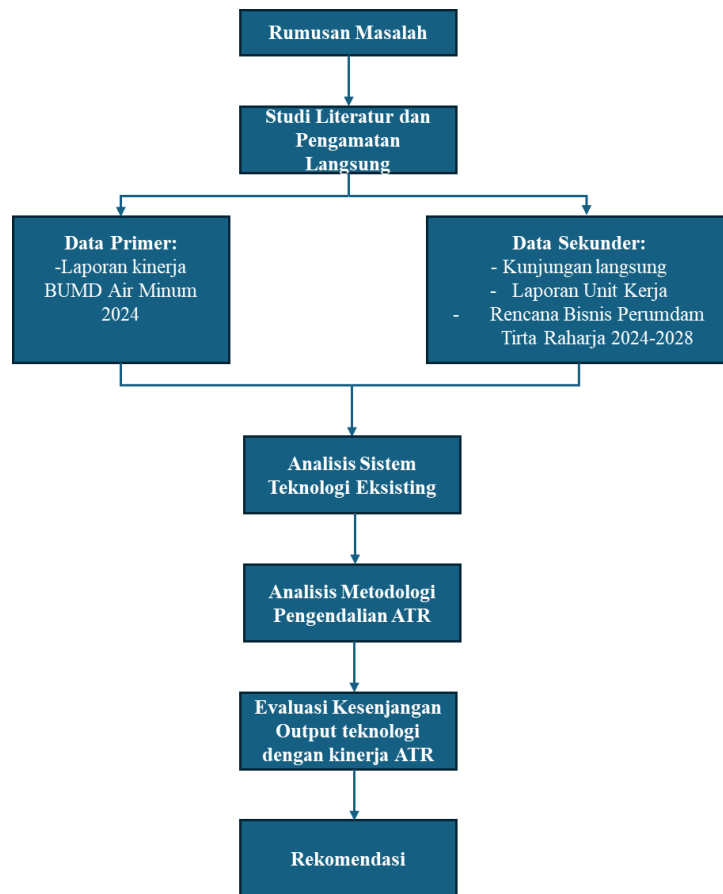 Rumusan Masalah
Studi Literatur dan
Pengamatan
Langsung
Data Primer:
-Laporan kinerja
BUMD Air Minum
2024
Data Sekunder:
- Kunjungan langsung
- Laporan Unit Kerja
- Rencana Bisnis Perumdam
Tirta Raharja 2024-2028
Analisis Sistem
Teknologi Eksisting
Analisis Metodologi
Pengendalian ATR
Evaluasi Kesenjangan
Output teknologi
dengan kinerja ATR
Rekomendasi